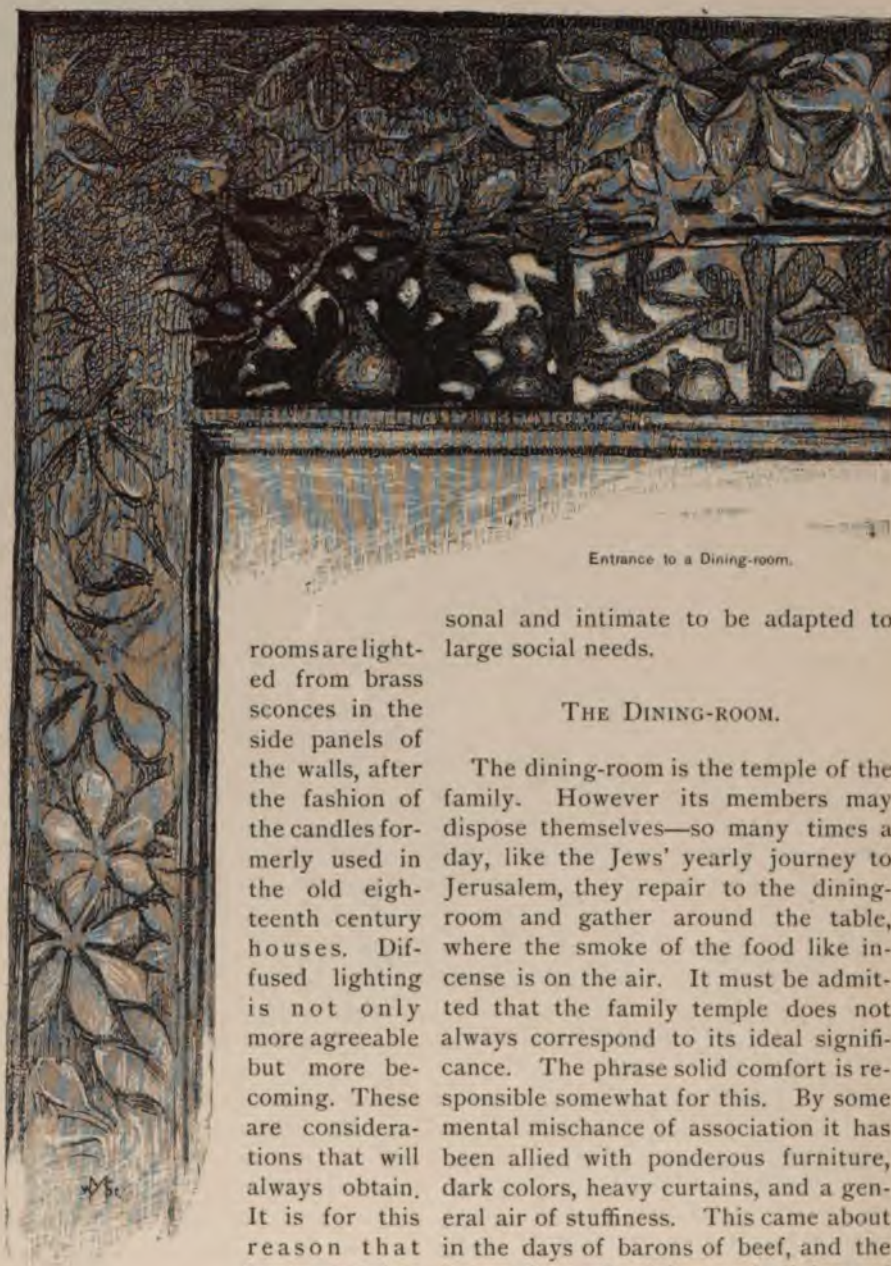 Entrance to a Dining-room.
rooms are light-
ed from brass
sconces in the
side panels of
the walls, after
the fashion of
the candles for-
merly used in
the old eigh-
teenth century
houses. Dif-
fused lighting
is not only
more agreeable
but more be-
coming. These
are considera-
tions that will
always obtain.
It is for this
reason that
sonal and intimate to be adapted to
large social needs.
THE DINING-ROOM.
The dining-room is the temple of the
family. However its members may
dispose themselves—so many times a
day, like the Jews' yearly journey to
Jerusalem, they repair to the dining-
room and gather around the table,
where the smoke of the food like in-
cense is on the air. It must be admit-
ted that the family temple does not
always correspond to its ideal signifi-
cance. The phrase solid comfort is re-
sponsible somewhat for this. By some
mental mischance of association it has
been allied with ponderous furniture,
dark colors, heavy curtains, and a gen-
eral air of stuffiness. This came about
in the days of barons of beef, and the